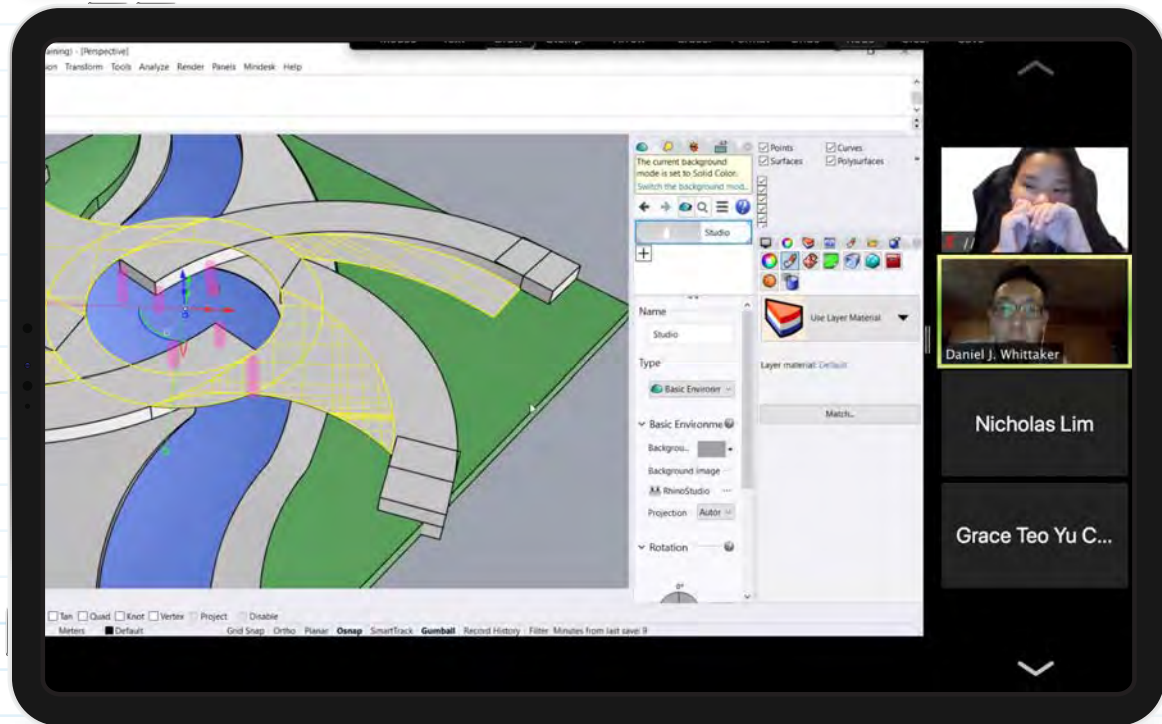 aining) - [Perspective]
ion Transform Tools Analyze Render Panels Mindesk Help
The current background
mode is set to Solid Color.
Switch the background mod...
Points Curves
Surfaces Polysurfaces
Studio
Name
Studio
Type
Basic Environm
Basic Environme
Backgrou...
Background image
RhinoStudio ...
Projection Autor
Rotation
0°
Use Layer Material
Layer material: Default
Match...
Daniel J. Whittaker
Nicholas Lim
Grace Teo Yu C...
Tan Quad Knot Vertex Project Disable
Meters Default Grid Snap Ortho Planar Osnap SmartTrack Gumball Record History Filter Minutes from last save: 9